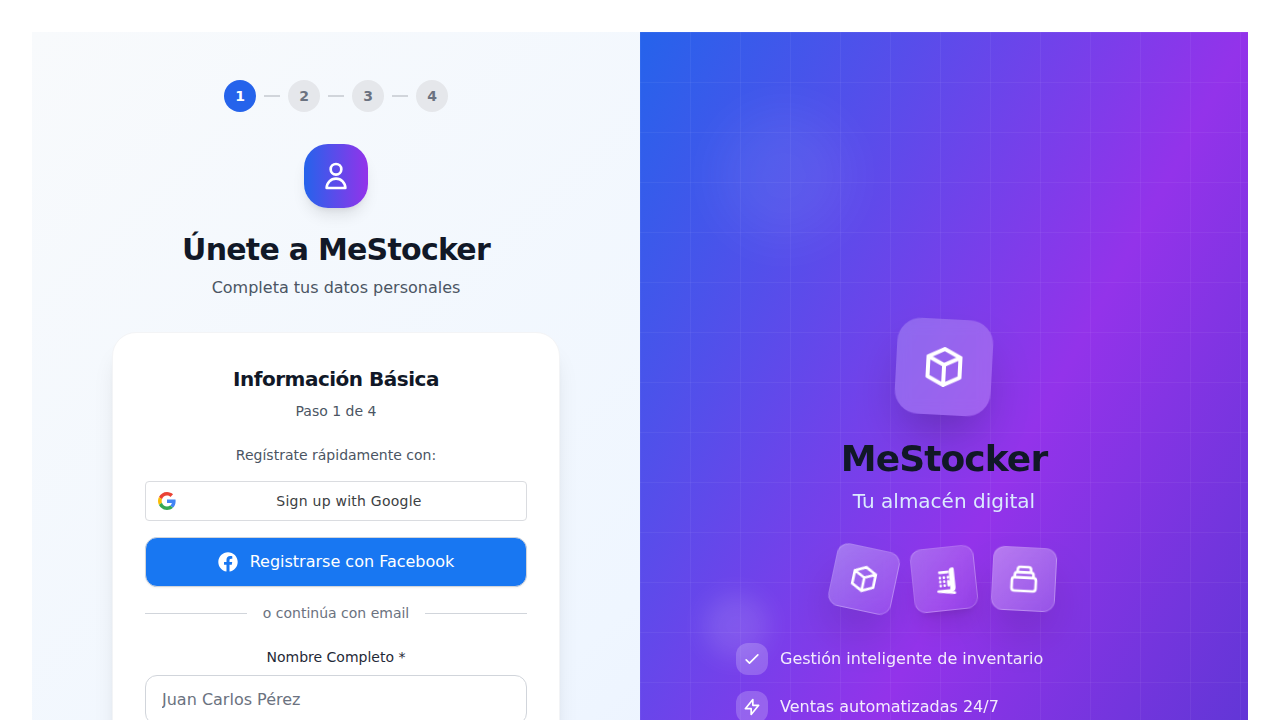 1 2 3 4
Únete a MeStocker
Completa tus datos personales
Información Básica
Paso 1 de 4
Regístrate rápidamente con:
Sign up with Google
Registrarse con Facebook
o continúa con email
Nombre Completo *
Juan Carlos Pérez
MeStocker
Tu almacén digital
Gestión inteligente de inventario
Ventas automatizadas 24/7